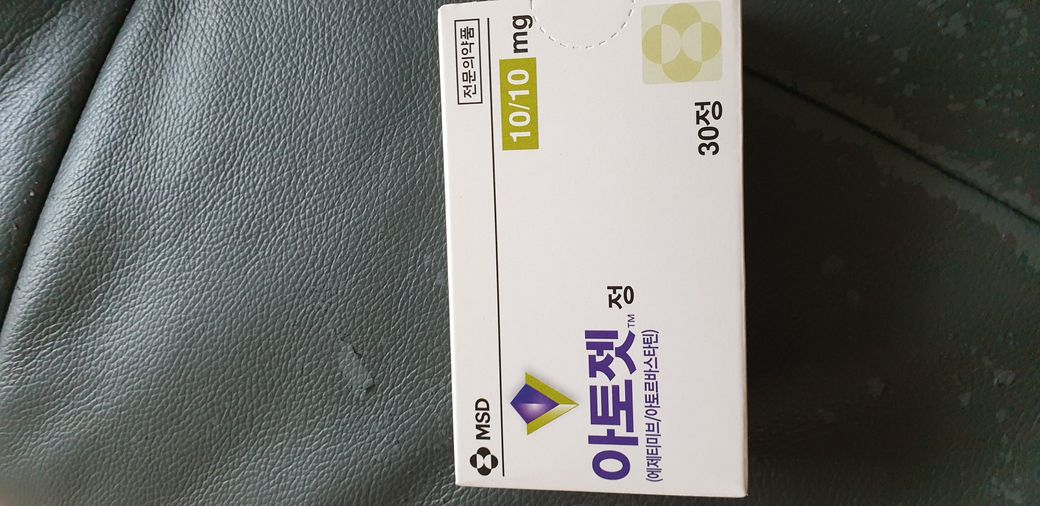 MSD
전문의약품
10/10 mg
아토젯™ 정
(에제티미브/아토르바스타틴)
30정